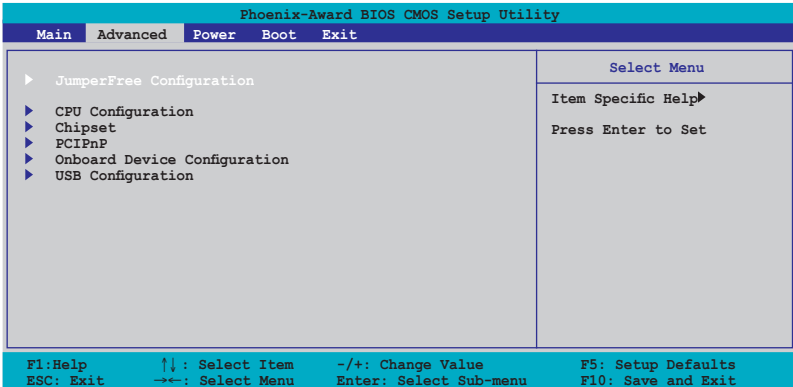 Phoenix-Award BIOS CMOS Setup Utility
Main Advanced Power Boot Exit
JumperFree Configuration
CPU Configuration
Chipset
PCIPnP
Onboard Device Configuration
USB Configuration
Select Menu
Item Specific Help▶
Press Enter to Set
F1:Help ↑↓: Select Item -/+: Change Value F5: Setup Defaults
ESC: Exit →←: Select Menu Enter: Select Sub-menu F10: Save and Exit